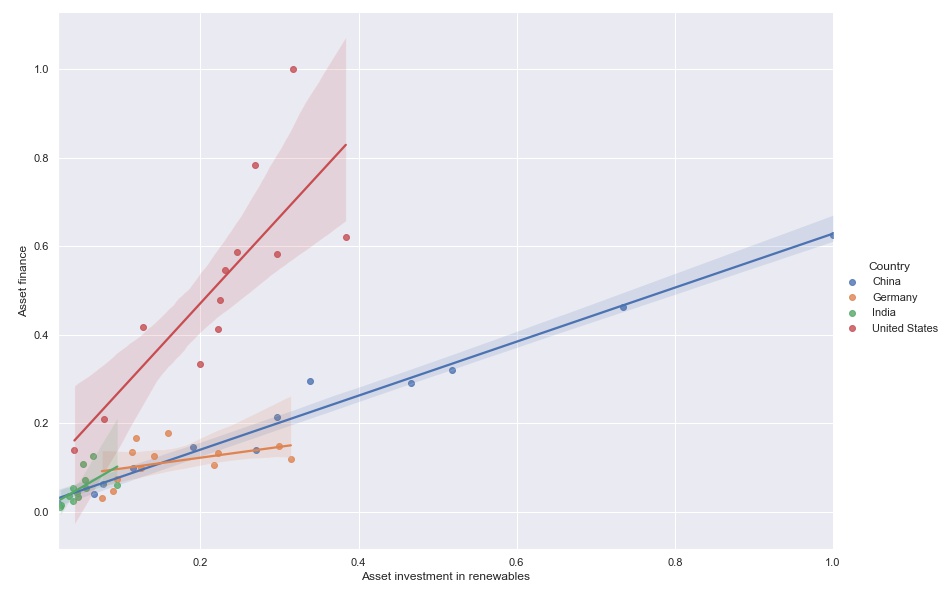 1.0
0.8
0.6
0.4
0.2
0.0
Asset finance
0.2
0.4
0.6
0.8
1.0
Asset investment in renewables
Country
China
Germany
India
United States